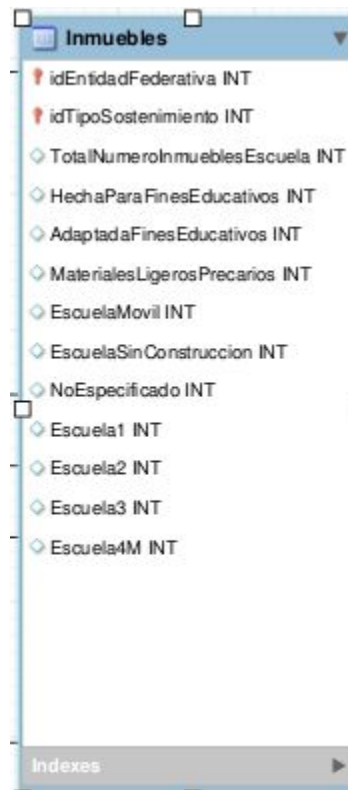 Inmuebles
idEntidadFederativa INT
idTipoSostenimiento INT
TotalNumeroInmueblesEscuela INT
HechaParaFinesEducativos INT
AdaptadaFinesEducativos INT
MaterialesLigerosPrecarios INT
EscuelaMovil INT
EscuelaSinConstruccion INT
NoEspecificado INT
Escuela1 INT
Escuela2 INT
Escuela3 INT
Escuela4M INT
Indexes